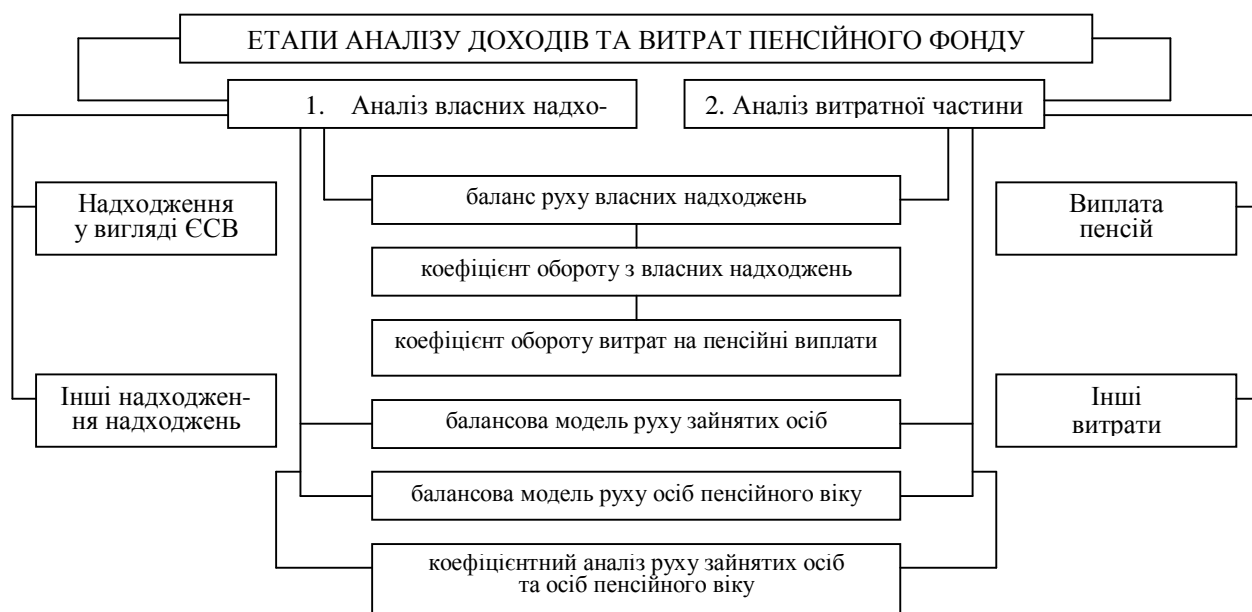 ЕТАПИ АНАЛІЗУ ДОХОДІВ ТА ВИТРАТ ПЕНСІЙНОГО ФОНДУ
1. Аналіз власних надхо-
2. Аналіз витратної частини
баланс руху власних надходжень
Надходження
у вигляді ЄСВ
Виплата
пенсій
коефіцієнт обороту з власних надходжень
коефіцієнт обороту витрат на пенсійні виплати
Інші надходжен-
ня надходжень
балансова модель руху зайнятих осіб
Інші
витрати
балансова модель руху осіб пенсійного віку
коефіцієнтний аналіз руху зайнятих осіб
та осіб пенсійного віку